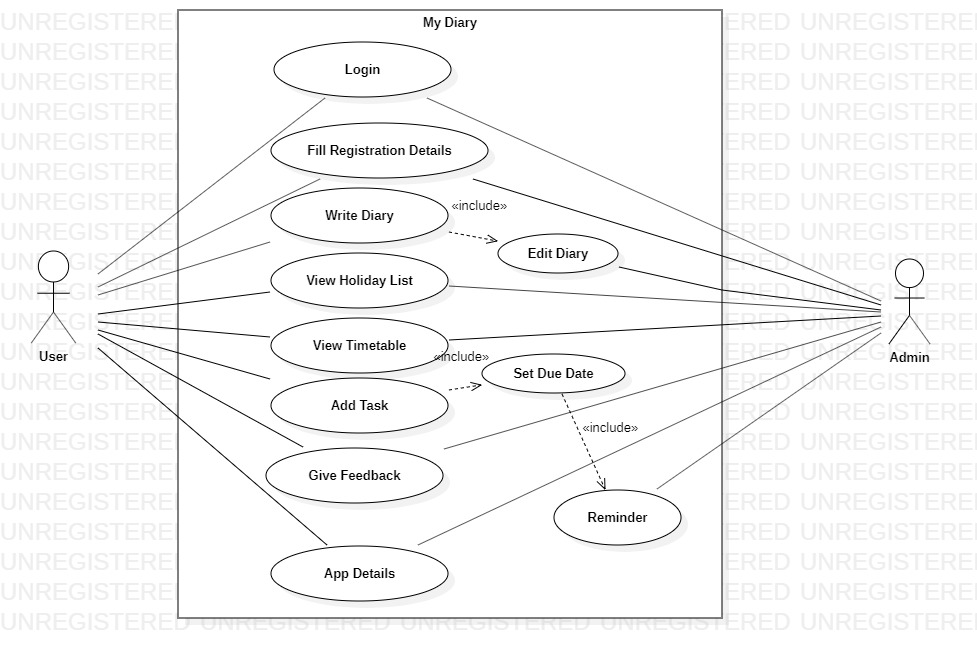 My Diary
Login
Fill Registration Details
Write Diary
«include»
Edit Diary
View Holiday List
View Timetable
«include»
Set Due Date
Add Task
«include»
Give Feedback
Reminder
App Details
User
Admin
UNREGISTERED UNREGISTERED UNREGISTERED UNREGISTERED UNREGISTERED